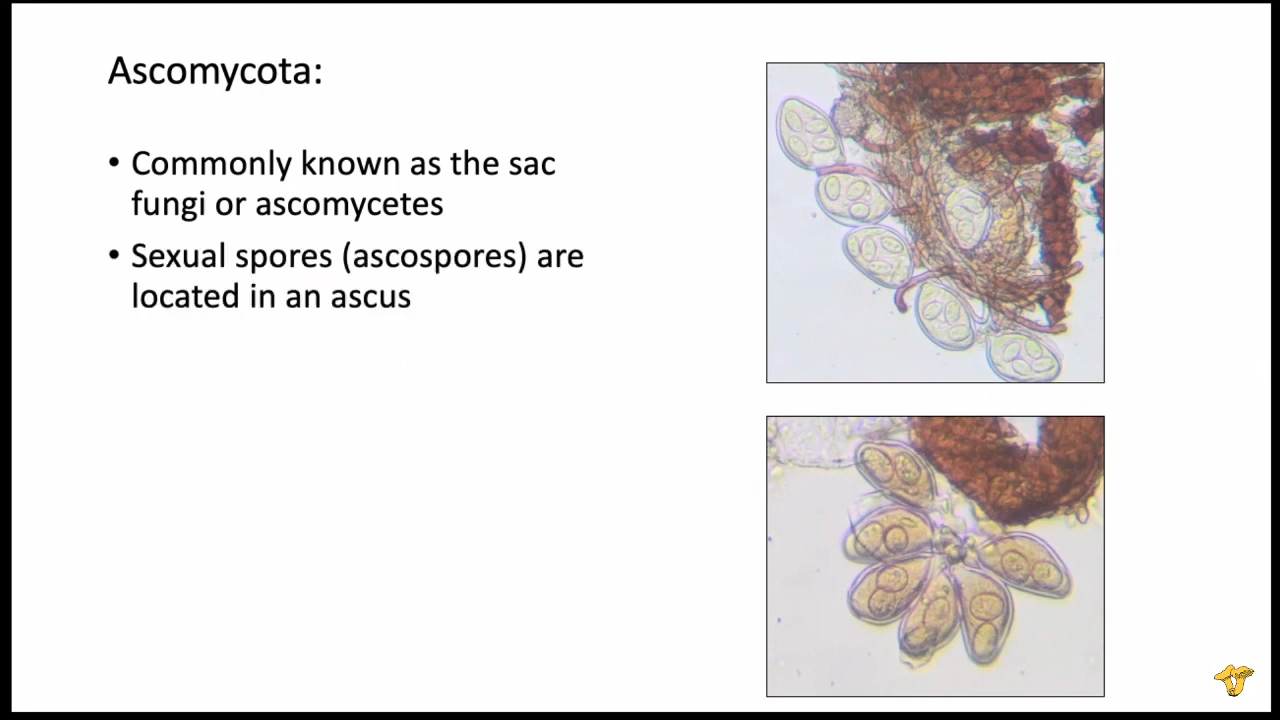 Ascomycota:
• Commonly known as the sac
fungi or ascomycetes
• Sexual spores (ascospores) are
located in an ascus